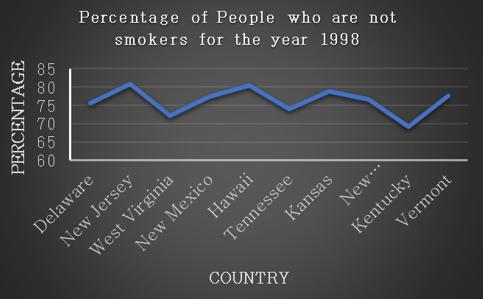 Percentage of People who are not
smokers for the year 1998
PERCENTAGE
85
80
75
70
65
60
Delaware
New Jersey
West Virginia
New Mexico
Hawaii
Tennessee
Kansas
New…
Kentucky
Vermont
COUNTRY